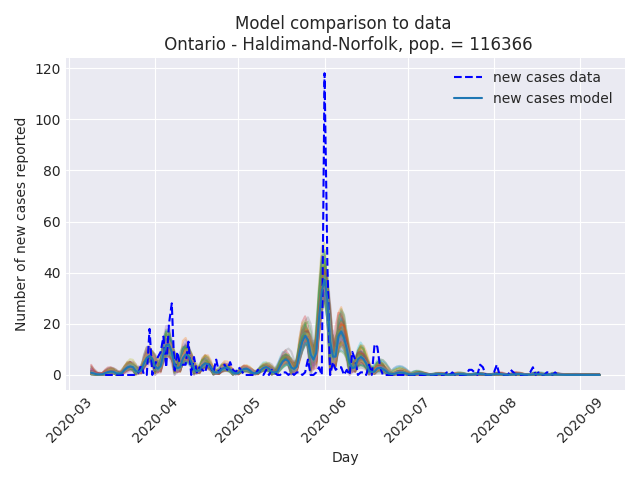 Model comparison to data
Ontario - Haldimand-Norfolk, pop. = 116366
new cases data
new cases model
Number of new cases reported
120
100
80
60
40
20
0
2020-03
2020-04
2020-05
2020-06
2020-07
2020-08
2020-09
Day